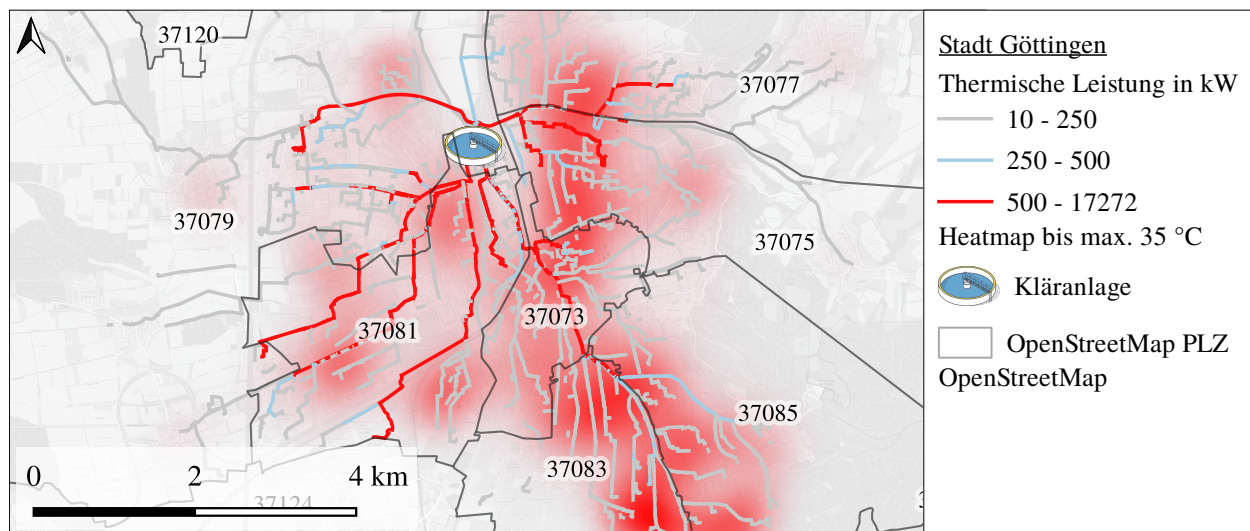 37120
37077
37079
37075
37073
37081
37085
37083
37124
0 2 4 km
Stadt Göttingen
Thermische Leistung in kW
10 - 250
250 - 500
500 - 17272
Heatmap bis max. 35 °C
Kläranlage
OpenStreetMap PLZ
OpenStreetMap